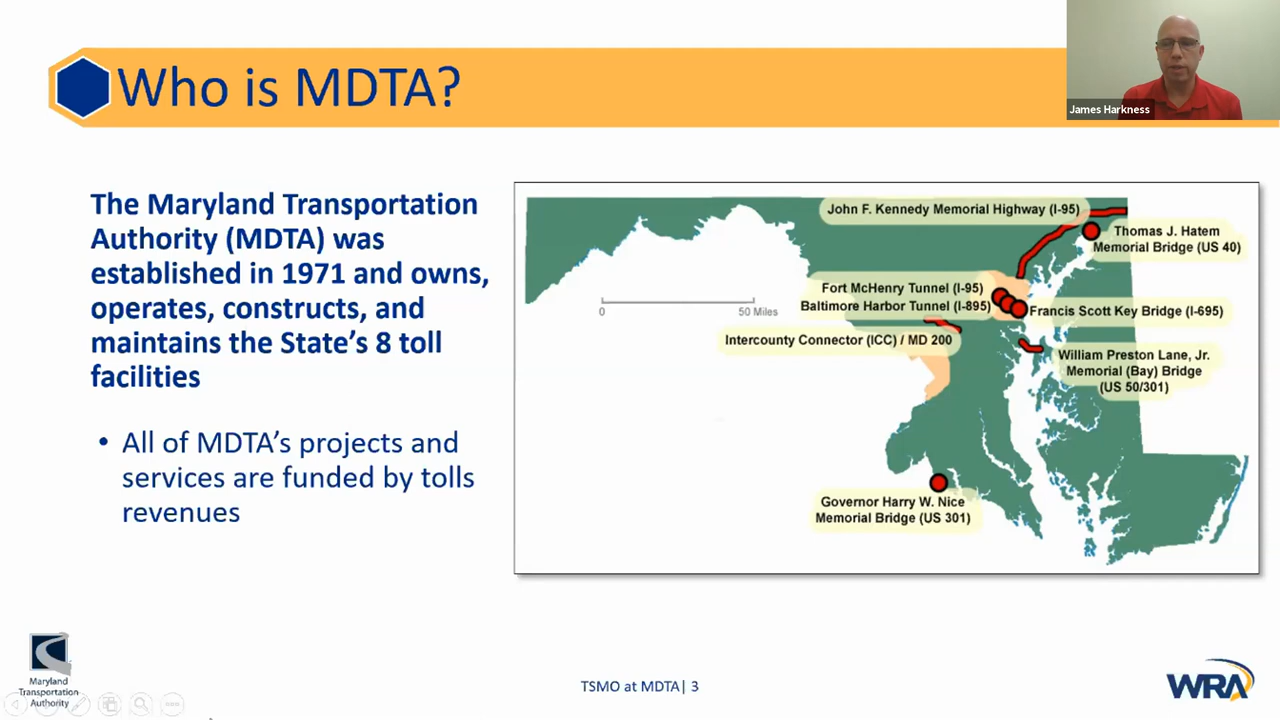 Who is MDTA?
James Harkness
The Maryland Transportation
Authority (MDTA) was
established in 1971 and owns,
operates, constructs, and
maintains the State’s 8 toll
facilities
• All of MDTA’s projects and
services are funded by tolls
revenues
John F. Kennedy Memorial Highway (I-95)
Thomas J. Hatem
Memorial Bridge (US 40)
Fort McHenry Tunnel (I-95)
Baltimore Harbor Tunnel (I-895)
Francis Scott Key Bridge (I-695)
0
50 Miles
Intercounty Connector (ICC) / MD 200
William Preston Lane, Jr.
Memorial (Bay) Bridge
(US 50/301)
Governor Harry W. Nice
Memorial Bridge (US 301)
Maryland
Transportation
Authority
TSMO at MDTA| 3
WRA